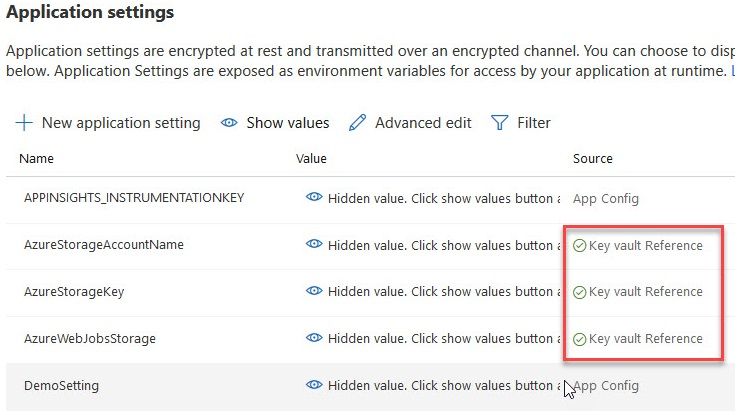 Application settings
Application settings are encrypted at rest and transmitted over an encrypted channel. You can choose to disp
below. Application Settings are exposed as environment variables for access by your application at runtime. L
New application setting Show values Advanced edit Filter
Name Value Source
APPINSIGHTS_INSTRUMENTATIONKEY Hidden value. Click show values button a App Config
AzureStorageAccountName Hidden value. Click show values button a Key vault Reference
AzureStorageKey Hidden value. Click show values button a Key vault Reference
AzureWebJobsStorage Hidden value. Click show values button a Key vault Reference
DemoSetting Hidden value. Click show values button a App Config